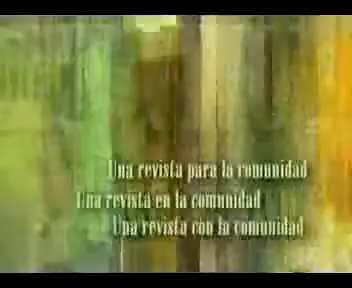 Una revista para la comunidad
Una revista en la comunidad
Una revista con la comunidad